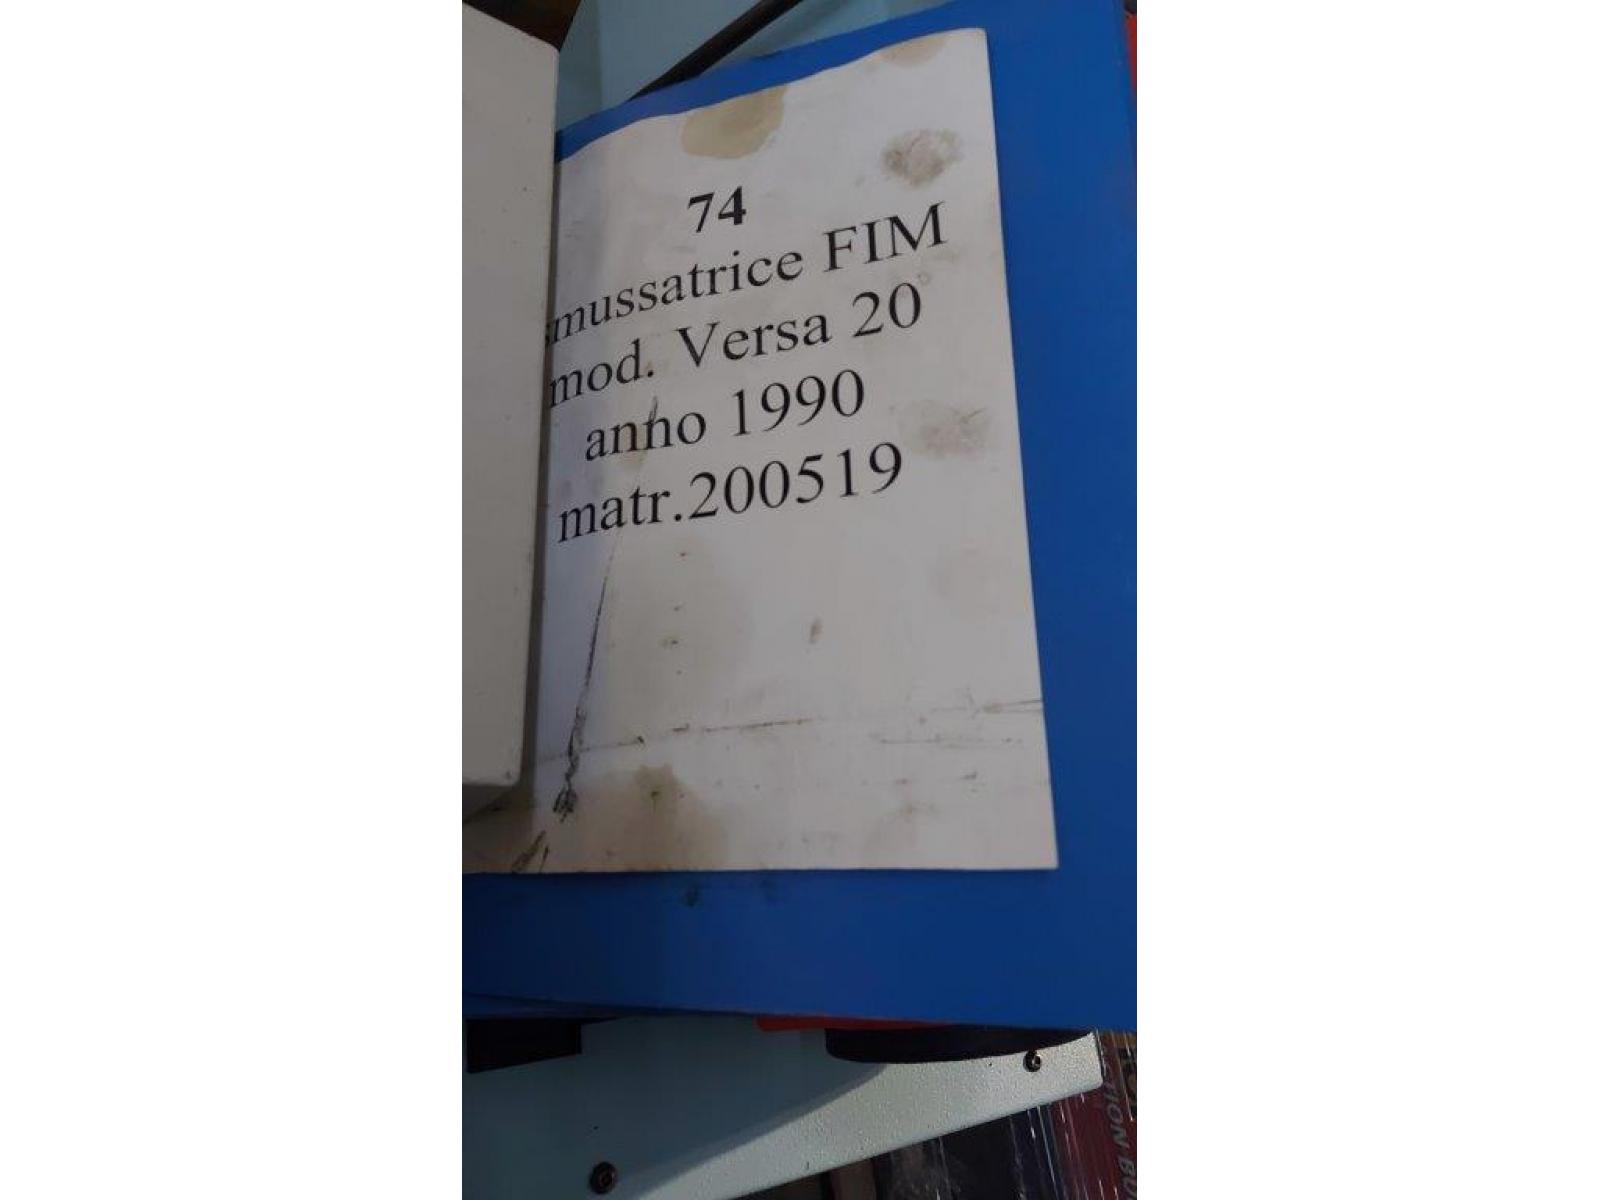 74
smussatrice FIM
mod. Versa 20°
anno 1990
matr.200519